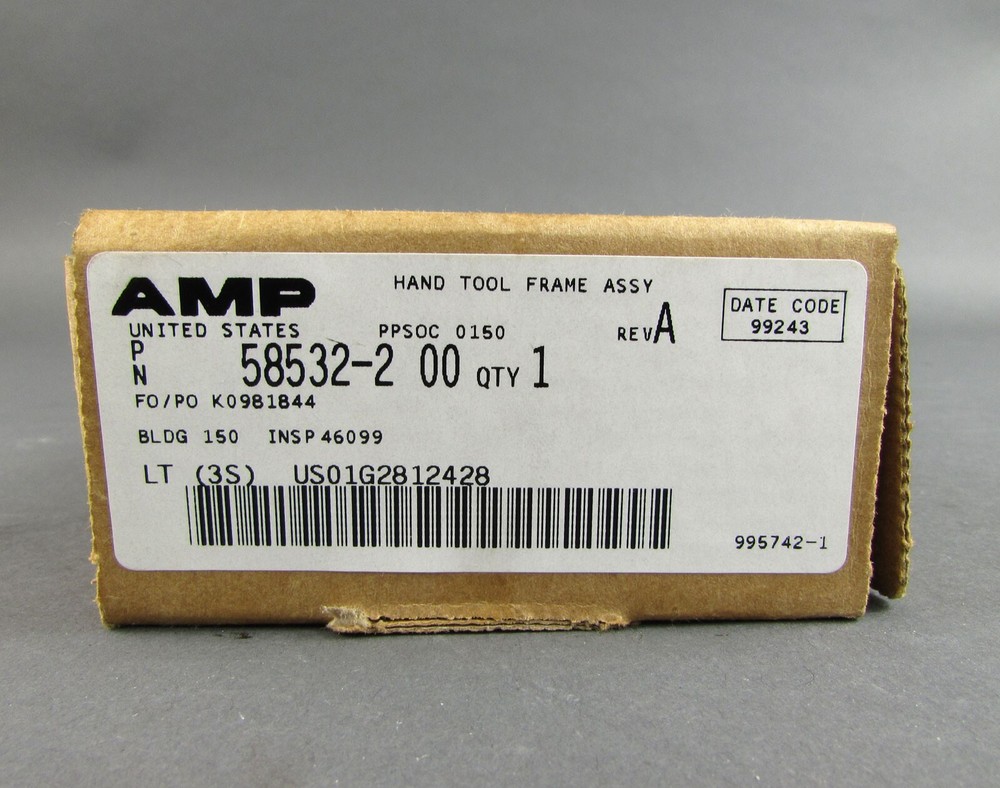 AMP
HAND TOOL FRAME ASSY
UNITED STATES PPSOC 0150 REV A
DATE CODE
99243
PN 58532-2 00 QTY 1
FO/PO K0981844
BLDG 150 INSP 46099
LT (3S) US01G2812428
995742-1